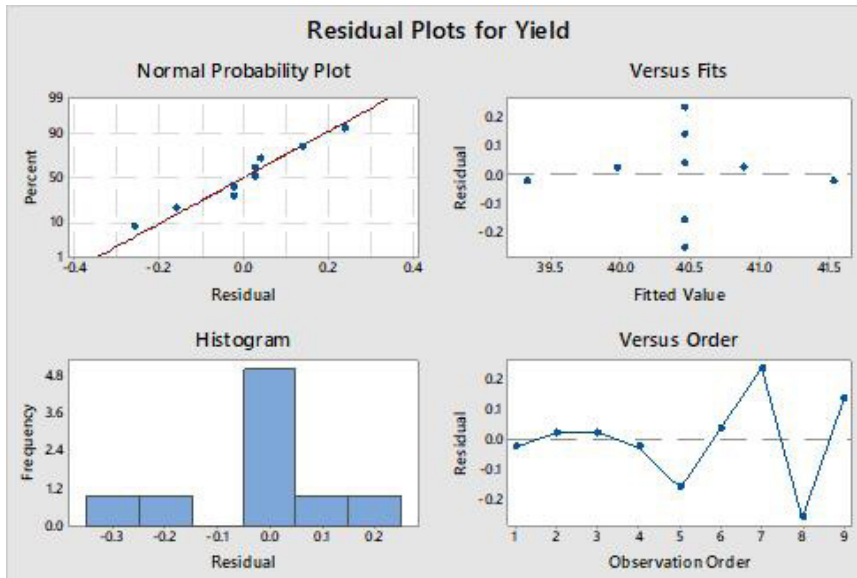 Residual Plots for Yield
Normal Probability Plot
99
90
50
10
1
Percent
-0.4 -0.2 0.0 0.2 0.4
Residual
Versus Fits
0.2
0.1
0.0
-0.1
-0.2
Residual
39.5 40.0 40.5 41.0 41.5
Fitted Value
Histogram
4.8
3.6
2.4
1.2
0.0
Frequency
-0.3 -0.2 -0.1 0.0 0.1 0.2
Residual
Versus Order
0.2
0.1
0.0
-0.1
-0.2
Residual
1 2 3 4 5 6 7 8 9
Observation Order